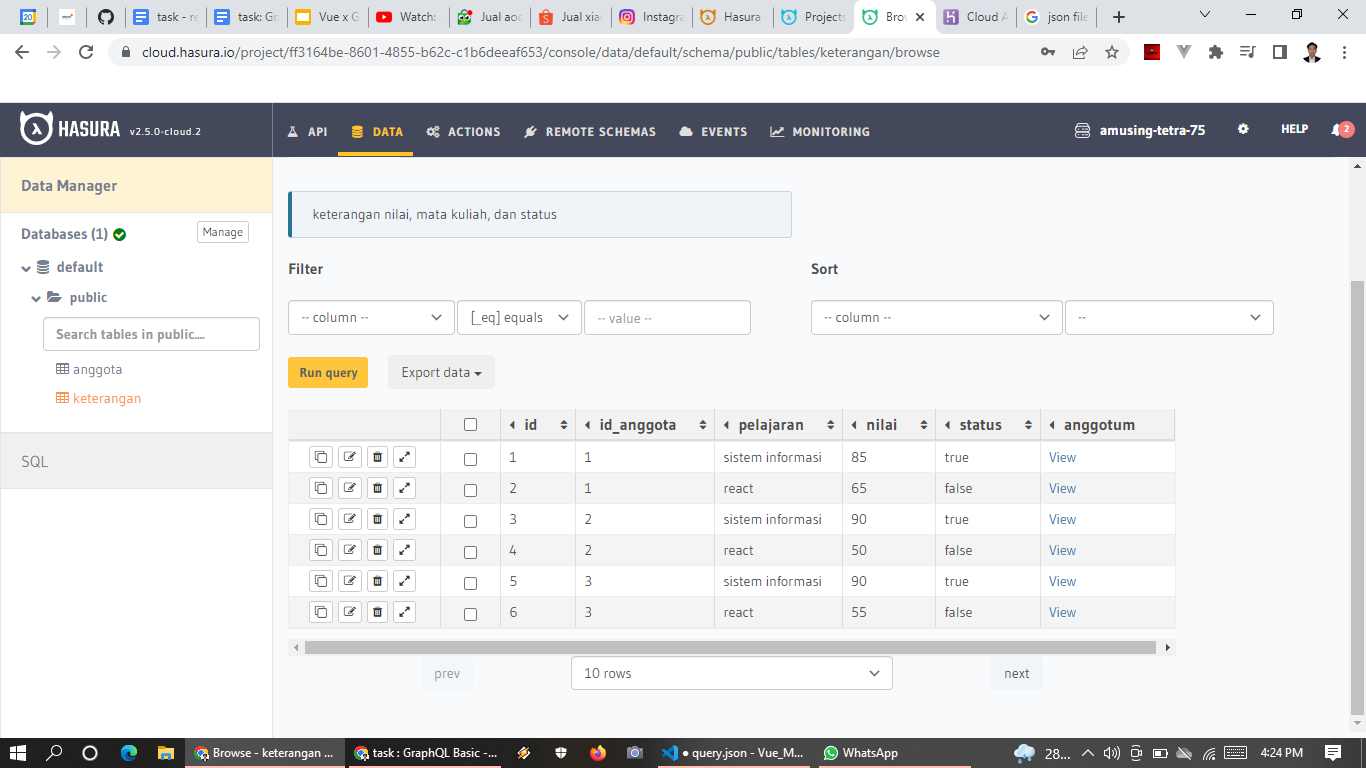 31
task - re
task: Gr
Vue x G
Watch:
Jual aoc
Jual xiar
Instagra
Hasura
Projects
Brow
Cloud A
json file
cloud.hasura.io/project/ff3164be-8601-4855-b62c-c1b6deeaf653/console/data/default/schema/public/tables/keterangan/browse
HASURA v2.5.0-cloud.2
API DATA ACTIONS REMOTE SCHEMAS EVENTS MONITORING
amusing-tetra-75 HELP 2
Data Manager
Databases (1) Manage
default
public
Search tables in public....
anggota
keterangan
SQL
keterangan nilai, mata kuliah, dan status
Filter Sort
-- column -- [_eq] equals -- value -- -- column -- --
Run query Export data
id id_anggota pelajaran nilai status anggotum
1 1 sistem informasi 85 true View
2 1 react 65 false View
3 2 sistem informasi 90 true View
4 2 react 50 false View
5 3 sistem informasi 90 true View
6 3 react 55 false View
prev 10 rows next
Browse - keterangan ...
task : GraphQL Basic -...
● query.json - Vue_M...
WhatsApp
28...
4:24 PM